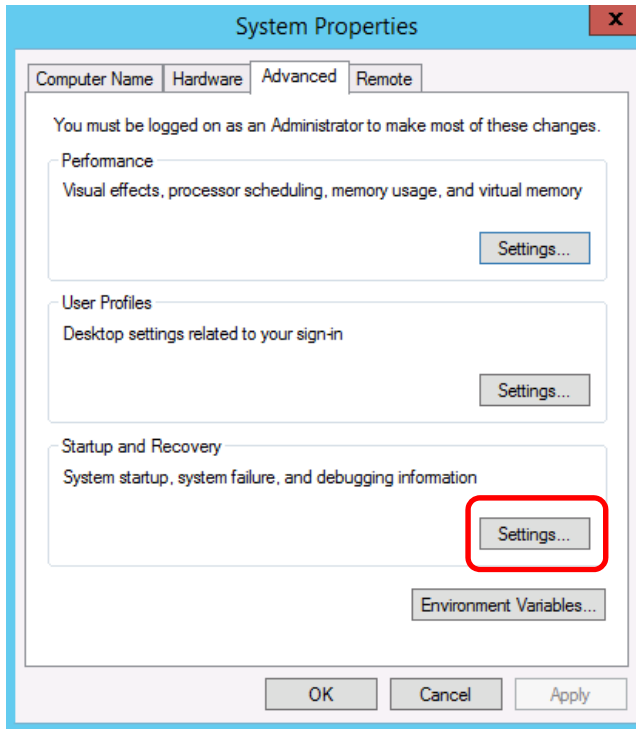 System Properties
X
Computer Name Hardware Advanced Remote
You must be logged on as an Administrator to make most of these changes.
Performance
Visual effects, processor scheduling, memory usage, and virtual memory
Settings...
User Profiles
Desktop settings related to your sign-in
Settings...
Startup and Recovery
System startup, system failure, and debugging information
Settings...
Environment Variables...
OK Cancel Apply